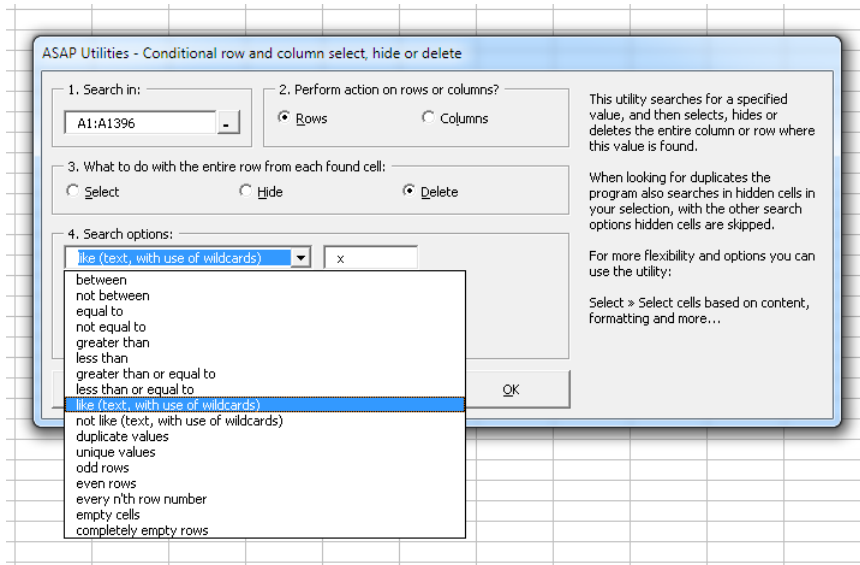 ASAP Utilities - Conditional row and column select, hide or delete
1. Search in:
A1:A1396
2. Perform action on rows or columns?
Rows
Columns
3. What to do with the entire row from each found cell:
Select
Hide
Delete
4. Search options:
like (text, with use of wildcards)
x
between
not between
equal to
not equal to
greater than
less than
greater than or equal to
less than or equal to
like (text, with use of wildcards)
not like (text, with use of wildcards)
duplicate values
unique values
odd rows
even rows
every n'th row number
empty cells
completely empty rows
OK
This utility searches for a specified
value, and then selects, hides or
deletes the entire column or row where
this value is found.
When looking for duplicates the
program also searches in hidden cells in
your selection, with the other search
options hidden cells are skipped.
For more flexibility and options you can
use the utility:
Select » Select cells based on content,
formatting and more...